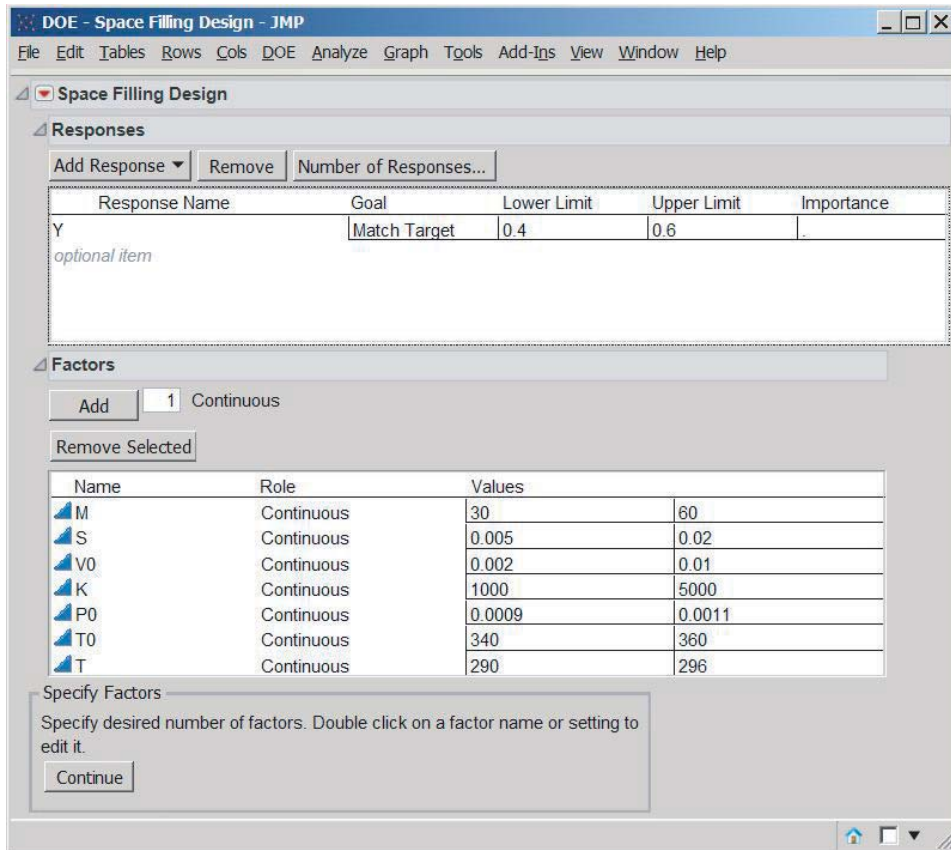 DOE - Space Filling Design - JMP
File Edit Tables Rows Cols DOE Analyze Graph Tools Add-Ins View Window Help
Space Filling Design
Responses
Add Response Remove Number of Responses...
Response Name Goal Lower Limit Upper Limit Importance
Y Match Target 0.4 0.6 .
optional item
Factors
Add 1 Continuous
Remove Selected
Name Role Values
M Continuous 30 60
S Continuous 0.005 0.02
V0 Continuous 0.002 0.01
K Continuous 1000 5000
P0 Continuous 0.0009 0.0011
T0 Continuous 340 360
T Continuous 290 296
Specify Factors
Specify desired number of factors. Double click on a factor name or setting to
edit it.
Continue